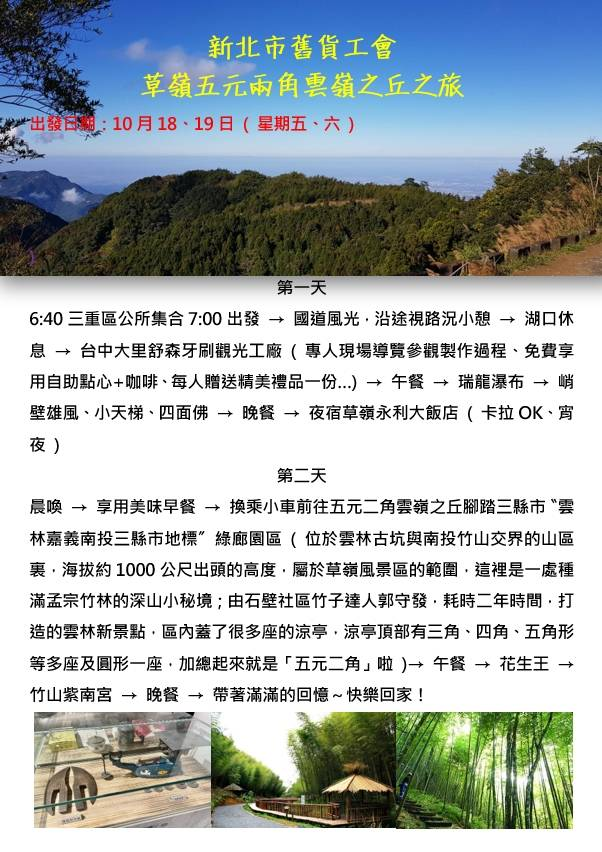 新北市舊貨工會
草嶺五元兩角雲嶺之丘之旅
出發日期：10 月 18、19 日 ( 星期五、六 )
第一天
6:40 三重區公所集合 7:00 出發 → 國道風光，沿途視路況小憩 → 湖口休
息 → 台中大里舒森牙刷觀光工廠 ( 專人現場導覽參觀製作過程、免費享
用自助點心+咖啡、每人贈送精美禮品一份...) → 午餐 → 瑞龍瀑布 → 峭
壁雄風、小天梯、四面佛 → 晚餐 → 夜宿草嶺永利大飯店 ( 卡拉 OK、宵
夜 )
第二天
晨喚 → 享用美味早餐 → 換乘小車前往五元二角雲嶺之丘腳踏三縣市〝雲
林嘉義南投三縣市地標〞綠廊園區 ( 位於雲林古坑與南投竹山交界的山區
裏，海拔約 1000 公尺出頭的高度，屬於草嶺風景區的範圍，這裡是一處種
滿孟宗竹林的深山小秘境；由石壁社區竹子達人郭守發，耗時二年時間，打
造的雲林新景點，區內蓋了很多座的涼亭，涼亭頂部有三角、四角、五角形
等多座及圓形一座，加總起來就是「五元二角」啦 )→ 午餐 → 花生王 →
竹山紫南宮 → 晚餐 → 帶著滿滿的回憶～快樂回家！